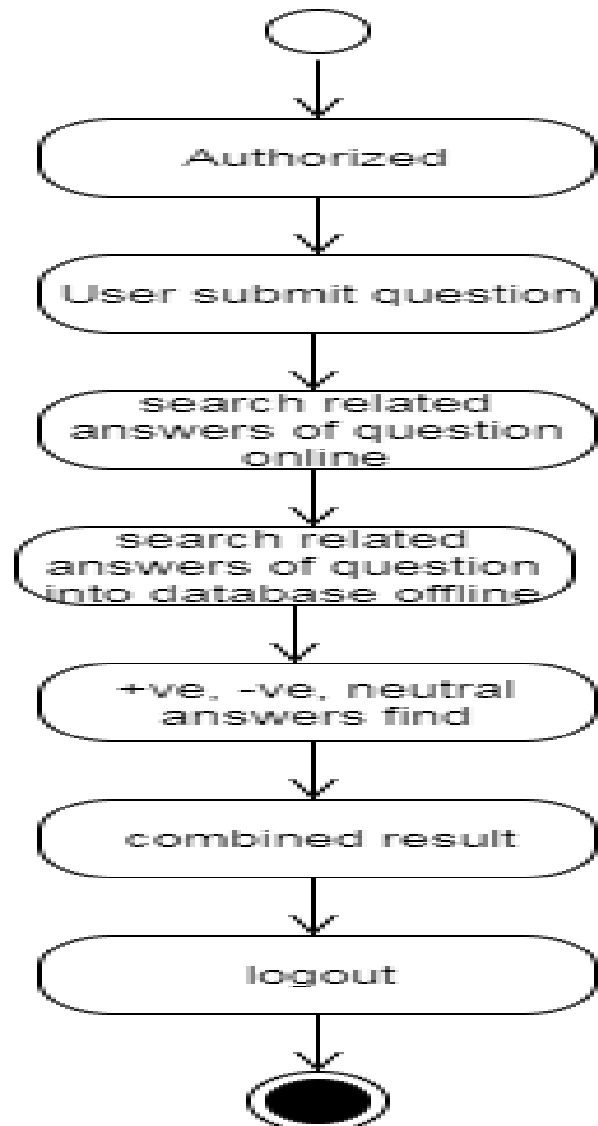 Authorized
User submit question
search related
answers of question
online
search related
answers of question
into database offline
+ve, -ve, neutral
answers find
combined result
logout